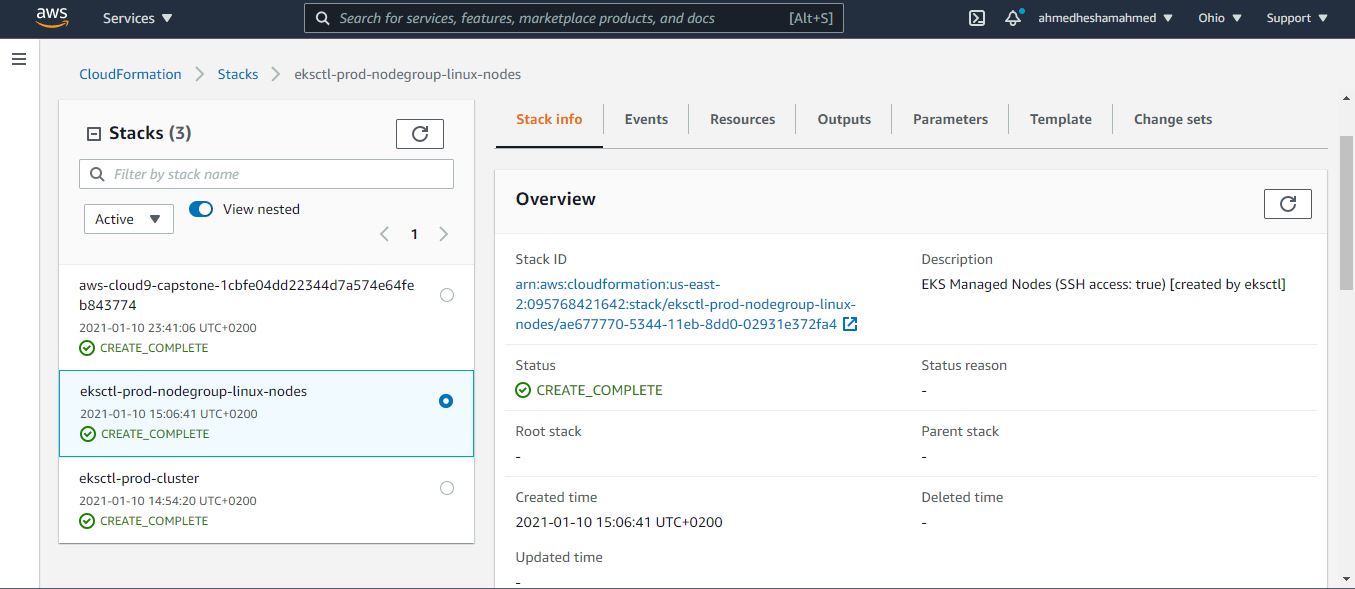 aws
Services
Search for services, features, marketplace products, and docs
[Alt+S]
ahmedheshamahmed
Ohio
Support
CloudFormation
Stacks
eksctl-prod-nodegroup-linux-nodes
Stacks (3)
Filter by stack name
Active
View nested
1
aws-cloud9-capstone-1cbfe04dd22344d7a574e64fe
b843774
2021-01-10 23:41:06 UTC+0200
CREATE_COMPLETE
eksctl-prod-nodegroup-linux-nodes
2021-01-10 15:06:41 UTC+0200
CREATE_COMPLETE
eksctl-prod-cluster
2021-01-10 14:54:20 UTC+0200
CREATE_COMPLETE
Stack info
Events
Resources
Outputs
Parameters
Template
Change sets
Overview
Stack ID
arn:aws:cloudformation:us-east-
2:095768421642:stack/eksctl-prod-nodegroup-linux-
nodes/ae677770-5344-11eb-8dd0-02931e372fa4
Description
EKS Managed Nodes (SSH access: true) [created by eksctl]
Status
CREATE_COMPLETE
Status reason
-
Root stack
-
Parent stack
-
Created time
2021-01-10 15:06:41 UTC+0200
Deleted time
-
Updated time
-